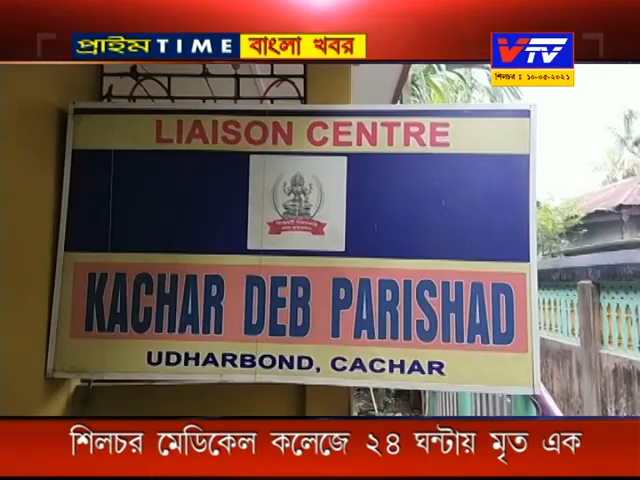 প্রাইম TIME বাংলা খবর
VTV
শিলচর : ১০-০৫-২০২১
LIAISON CENTRE
KACHAR DEB PARISHAD
UDHARBOND, CACHAR
শিলচর মেডিকেল কলেজে ২৪ ঘন্টায় মৃত এক